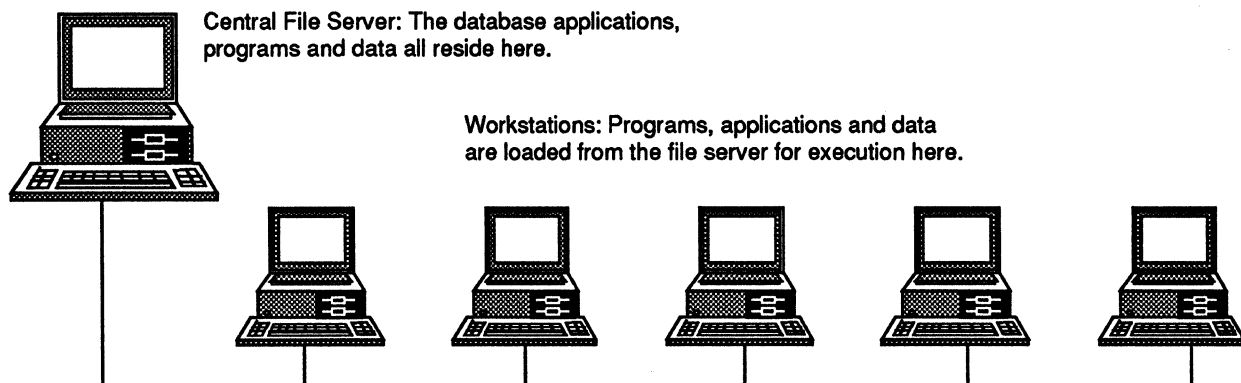 Central File Server: The database applications,
programs and data all reside here.
Workstations: Programs, applications and data
are loaded from the file server for execution here.